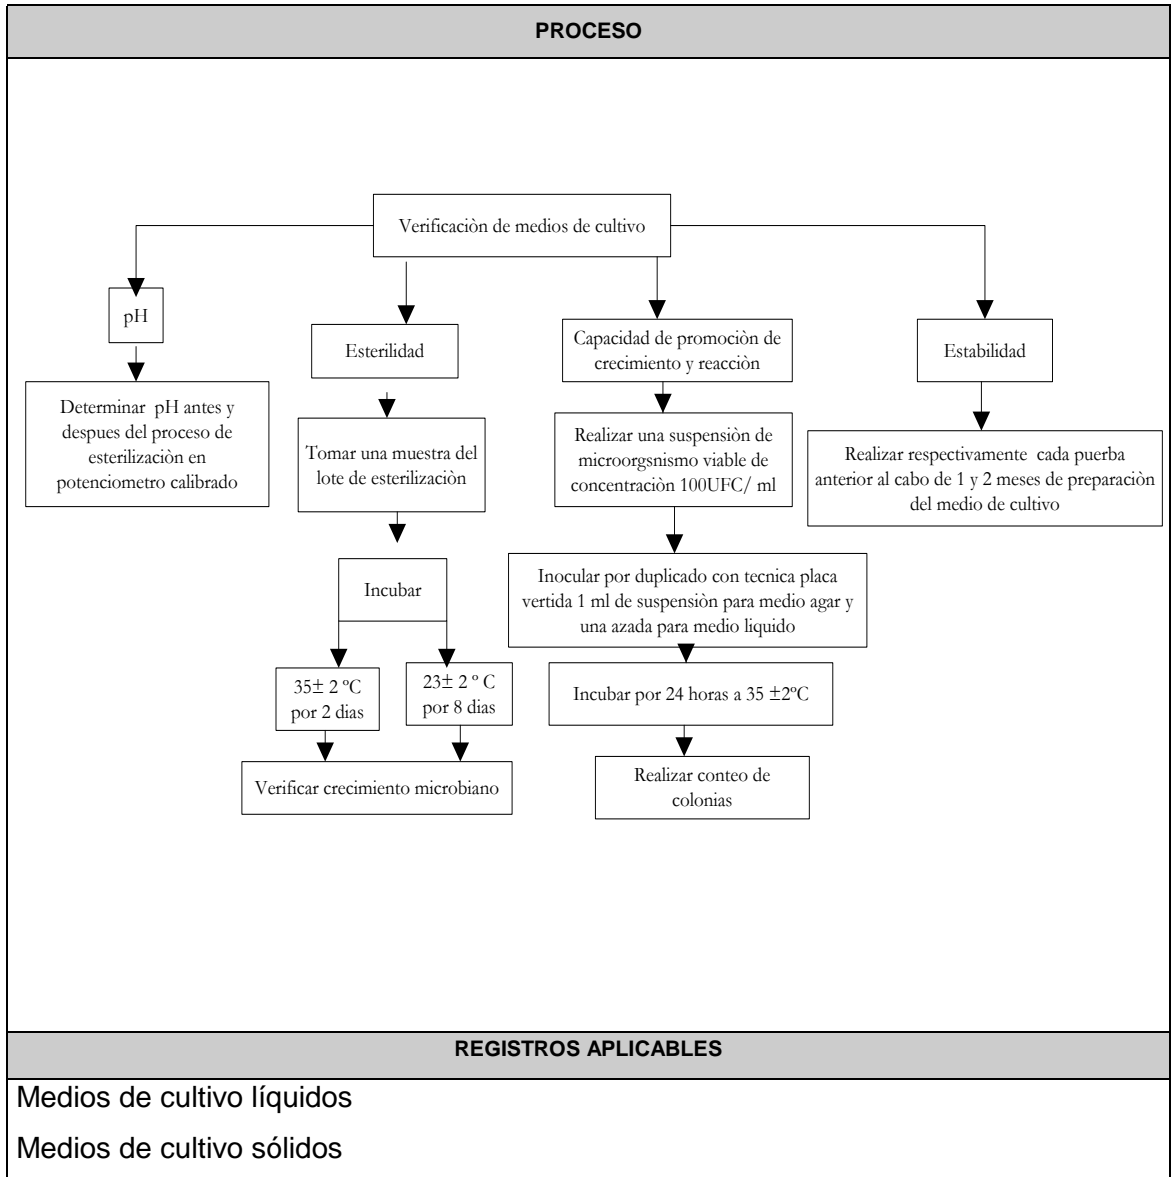 PROCESO
Verificaciòn de medios de cultivo
pH
Determinar pH antes y
despues del proceso de
esterilizaciòn en
potenciometro calibrado
Esterilidad
Tomar una muestra del
lote de esterilizaciòn
Incubar
35± 2 ºC
por 2 dias
23± 2 º C
por 8 dias
Verificar crecimiento microbiano
Capacidad de promociòn de
crecimiento y reacciòn
Realizar una suspensiòn de
microorgsnismo viable de
concentraciòn 100UFC/ ml
Inocular por duplicado con tecnica placa
vertida 1 ml de suspensiòn para medio agar y
una azada para medio liquido
Incubar por 24 horas a 35 ±2ºC
Realizar conteo de
colonias
Estabilidad
Realizar respectivamente cada puerba
anterior al cabo de 1 y 2 meses de preparaciòn
del medio de cultivo
REGISTROS APLICABLES
Medios de cultivo líquidos
Medios de cultivo sólidos